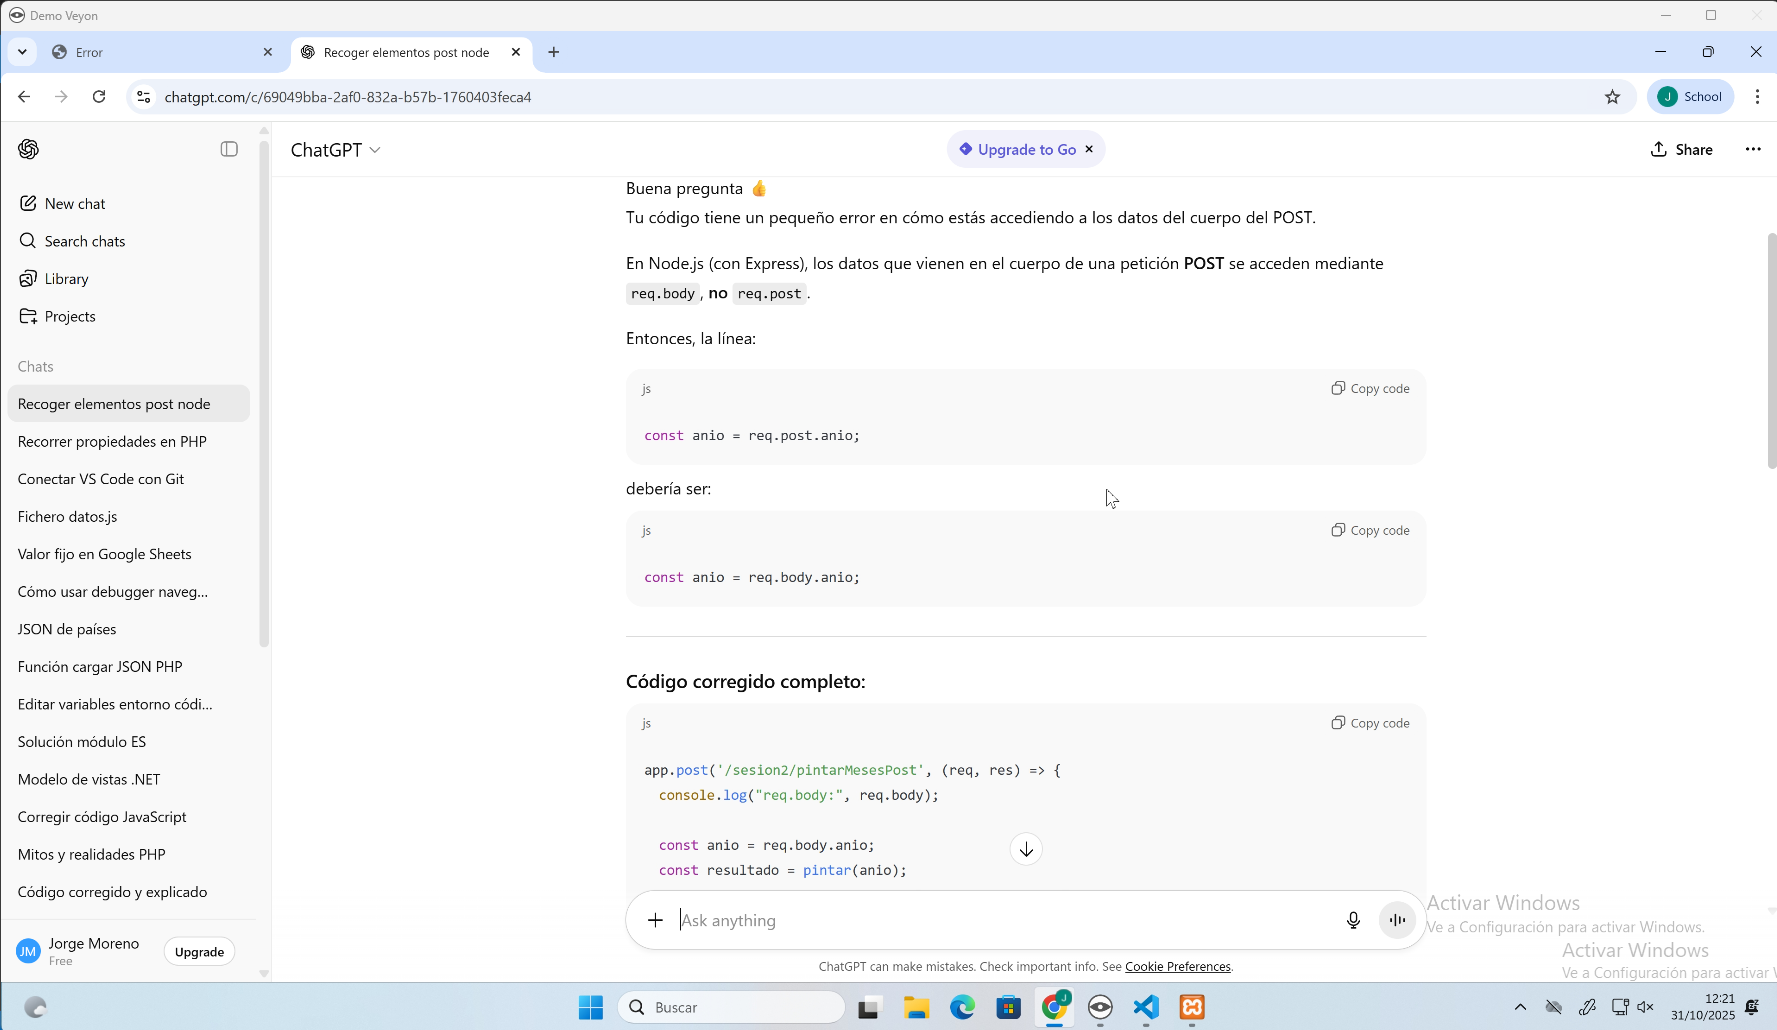 Demo Veyon
Error
Recoger elementos post node
chatgpt.com/c/69049bba-2af0-832a-b57b-1760403feca4
J School
ChatGPT
Upgrade to Go
Share
New chat
Search chats
Library
Projects
Chats
Recoger elementos post node
Recorrer propiedades en PHP
Conectar VS Code con Git
Fichero datos.js
Valor fijo en Google Sheets
Cómo usar debugger naveg...
JSON de países
Función cargar JSON PHP
Editar variables entorno códi...
Solución módulo ES
Modelo de vistas .NET
Corregir código JavaScript
Mitos y realidades PHP
Código corregido y explicado
JM Jorge Moreno
Free
Upgrade
Buena pregunta 👍
Tu código tiene un pequeño error en cómo estás accediendo a los datos del cuerpo del POST.
En Node.js (con Express), los datos que vienen en el cuerpo de una petición POST se acceden mediante
req.body, no req.post.
Entonces, la línea:
js Copy code
const anio = req.post.anio;
debería ser:
js Copy code
const anio = req.body.anio;
Código corregido completo:
js Copy code
app.post('/sesion2/pintarMesesPost', (req, res) => {
console.log("req.body:", req.body);
const anio = req.body.anio;
const resultado = pintar(anio);
Ask anything
ChatGPT can make mistakes. Check important info. See Cookie Preferences.
Activar Windows
Ve a Configuración para activar Windows.
Activar Windows
Ve a Configuración para activar
Buscar
J
12:21
31/10/2025